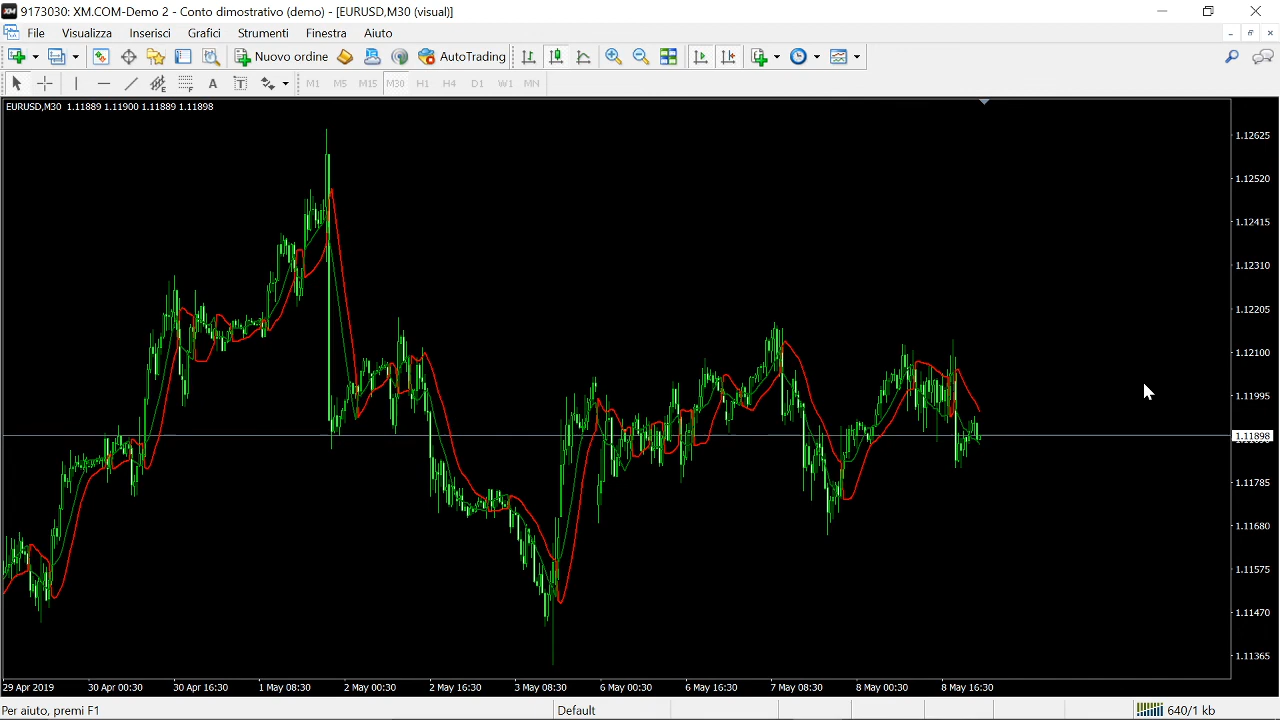 9173030: XM.COM-Demo 2 - Conto dimostrativo (demo) - [EURUSD,M30 (visual)]
File Visualizza Inserisci Grafici Strumenti Finestra Aiuto
Nuovo ordine AutoTrading
A T M1 M5 M15 M30 H1 H4 D1 W1 MN
EURUSD,M30 1.11889 1.11900 1.11889 1.11898
1.12625
1.12520
1.12415
1.12310
1.12205
1.12100
1.11995
1.11898
1.11785
1.11680
1.11575
1.11470
1.11365
29 Apr 2019 30 Apr 00:30 30 Apr 16:30 1 May 08:30 2 May 00:30 2 May 16:30 3 May 08:30 6 May 00:30 6 May 16:30 7 May 08:30 8 May 00:30 8 May 16:30
Per aiuto, premi F1 Default 640/1 kb